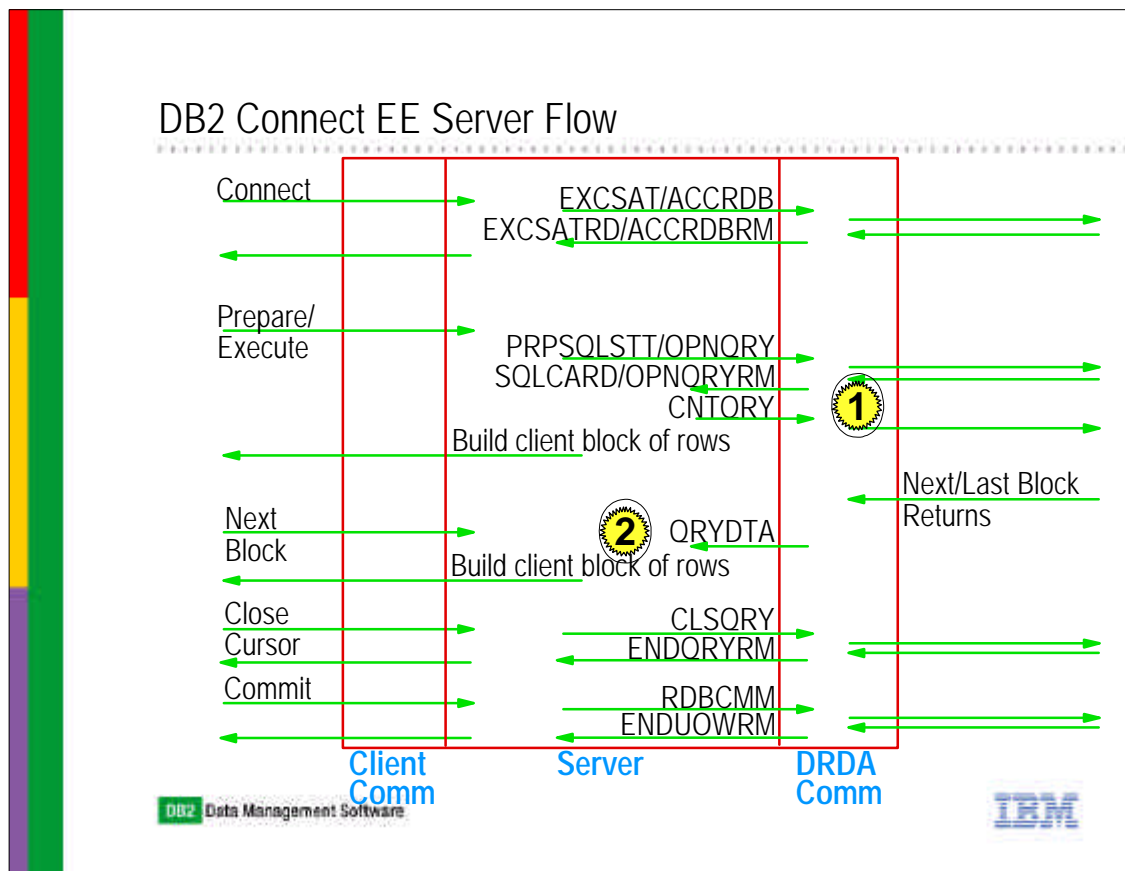 DB2 Connect EE Server Flow
Connect
EXCSAT/ACCRDB
EXCSATRD/ACCRDBRM
Prepare/
Execute
PRPSQLSTT/OPNQRY
SQLCARD/OPNQRYRM
CNTQRY
1
Build client block of rows
Next/Last Block
Returns
Next
Block
2
QRYDTA
Build client block of rows
Close
Cursor
CLSQRY
ENDQRYRM
Commit
RDBCMM
ENDUOWRM
Client
Comm
Server
DRDA
Comm
DB2 Data Management Software
IBM